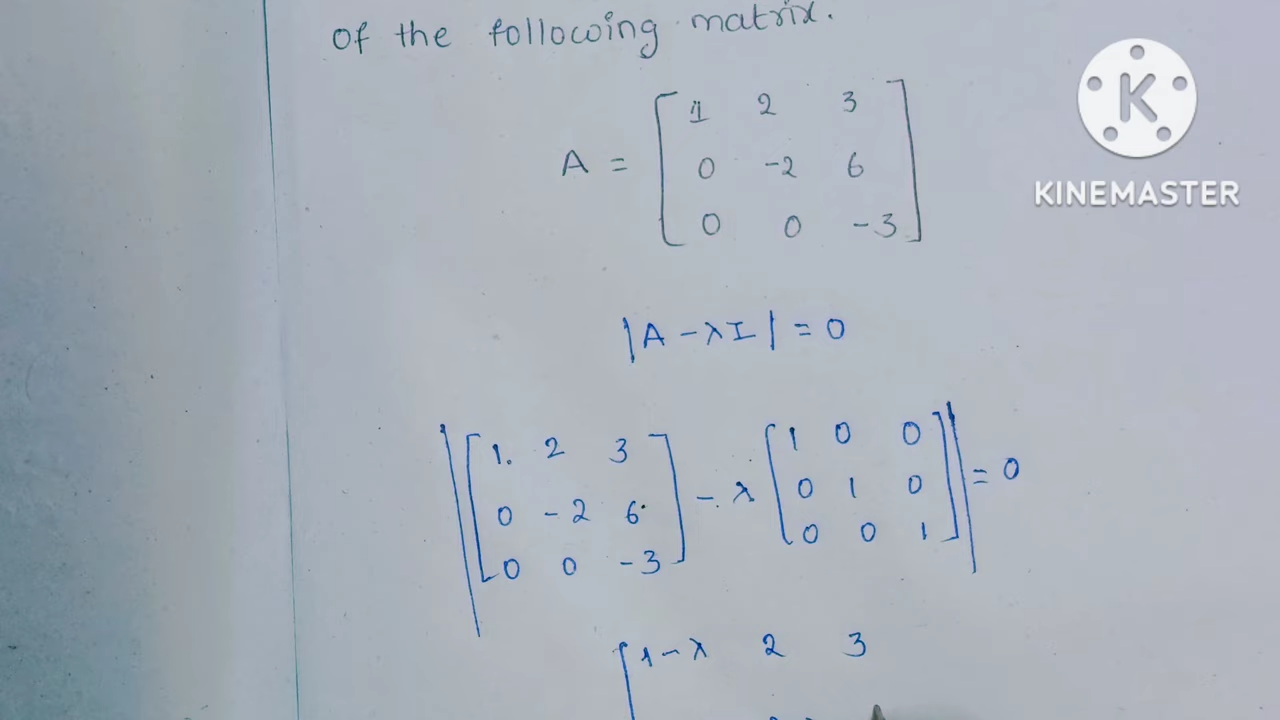 of the following matrix.
K
KINEMASTER
A = [ 1 2 3
0 -2 6
0 0 -3 ]
|A - λI| = 0
| [ 1. 2 3 ] - λ [ 1 0 0 ] | = 0
0 -2 6 0 1 0
0 0 -3 0 0 1
[ 1-λ 2 3